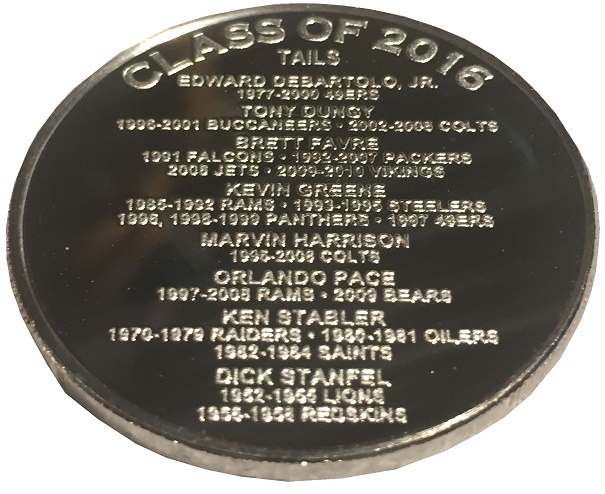 CLASS OF 2016
TAILS
EDWARD DEBARTOLO, JR.
1977-2000 49ERS
TONY DUNGY
1996-2001 BUCCANEERS • 2002-2008 COLTS
BRETT FAVRE
1991 FALCONS • 1992-2007 PACKERS
2008 JETS • 2009-2010 VIKINGS
KEVIN GREENE
1985-1992 RAMS • 1993-1995 STEELERS
1996, 1998-1999 PANTHERS • 1997 49ERS
MARVIN HARRISON
1996-2008 COLTS
ORLANDO PACE
1997-2008 RAMS • 2009 BEARS
KEN STABLER
1970-1979 RAIDERS • 1980-1981 OILERS
1982-1984 SAINTS
DICK STANFEL
1952-1955 LIONS
1956-1958 REDSKINS